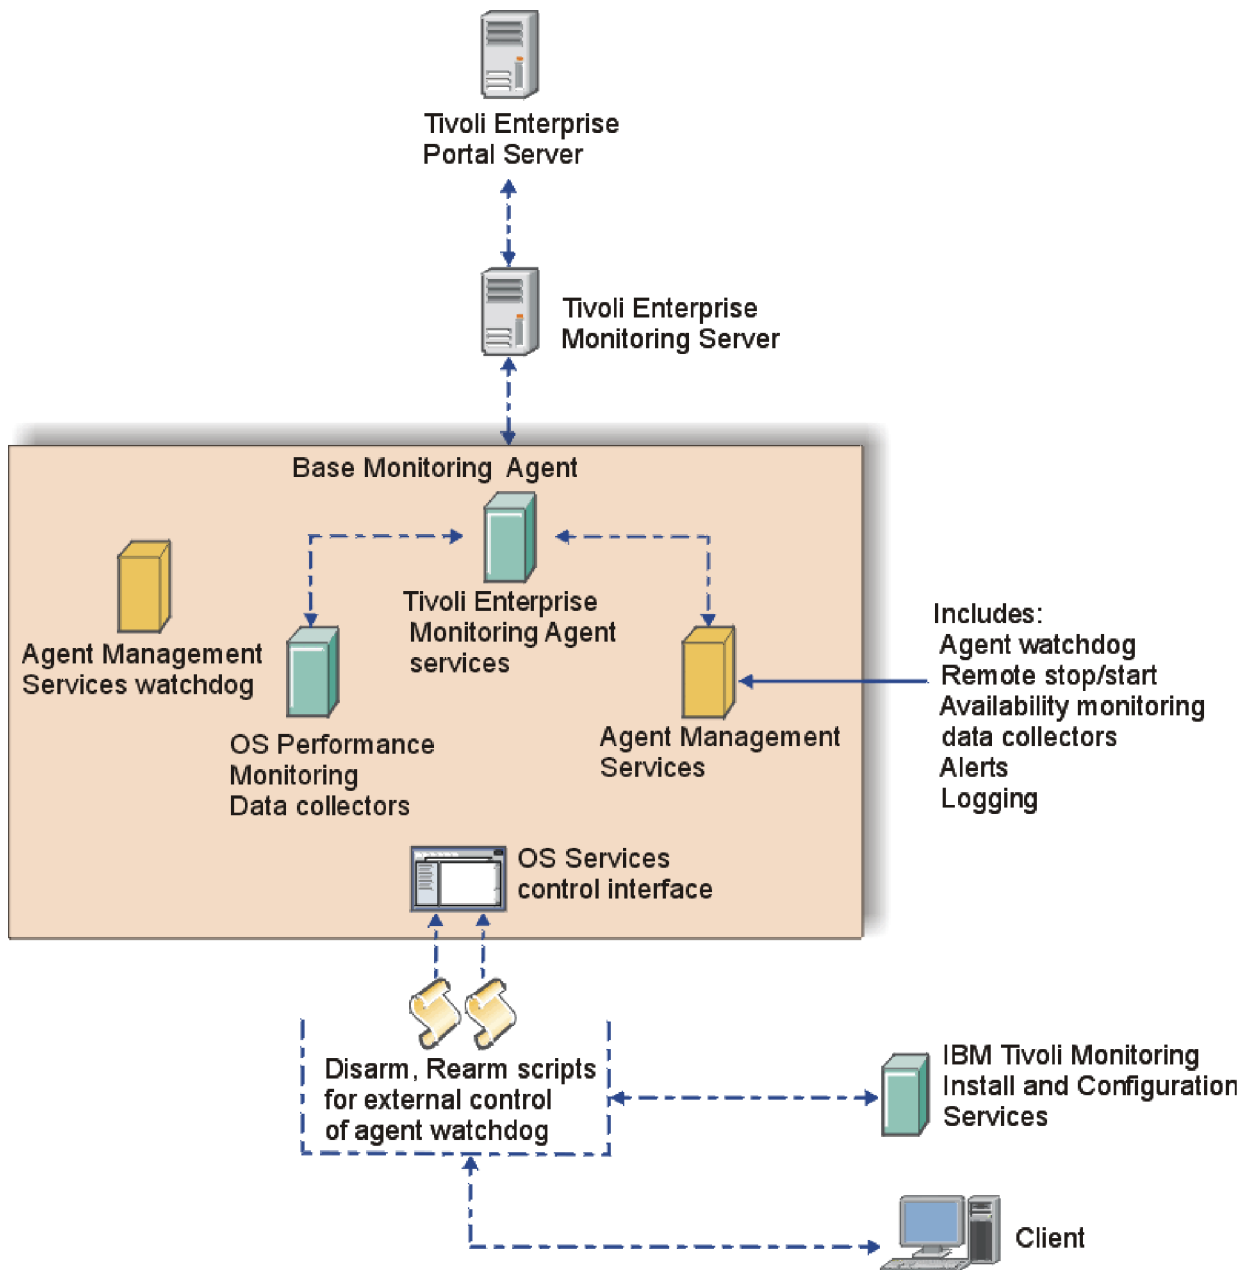 Tivoli Enterprise
Portal Server
Tivoli Enterprise
Monitoring Server
Base Monitoring Agent
Tivoli Enterprise
Monitoring Agent
services
Agent Management
Services watchdog
OS Performance
Monitoring
Data collectors
Agent Management
Services
Includes:
Agent watchdog
Remote stop/start
Availability monitoring
data collectors
Alerts
Logging
OS Services
control interface
Disarm, Rearm scripts
for external control
of agent watchdog
IBM Tivoli Monitoring
Install and Configuration
Services
Client